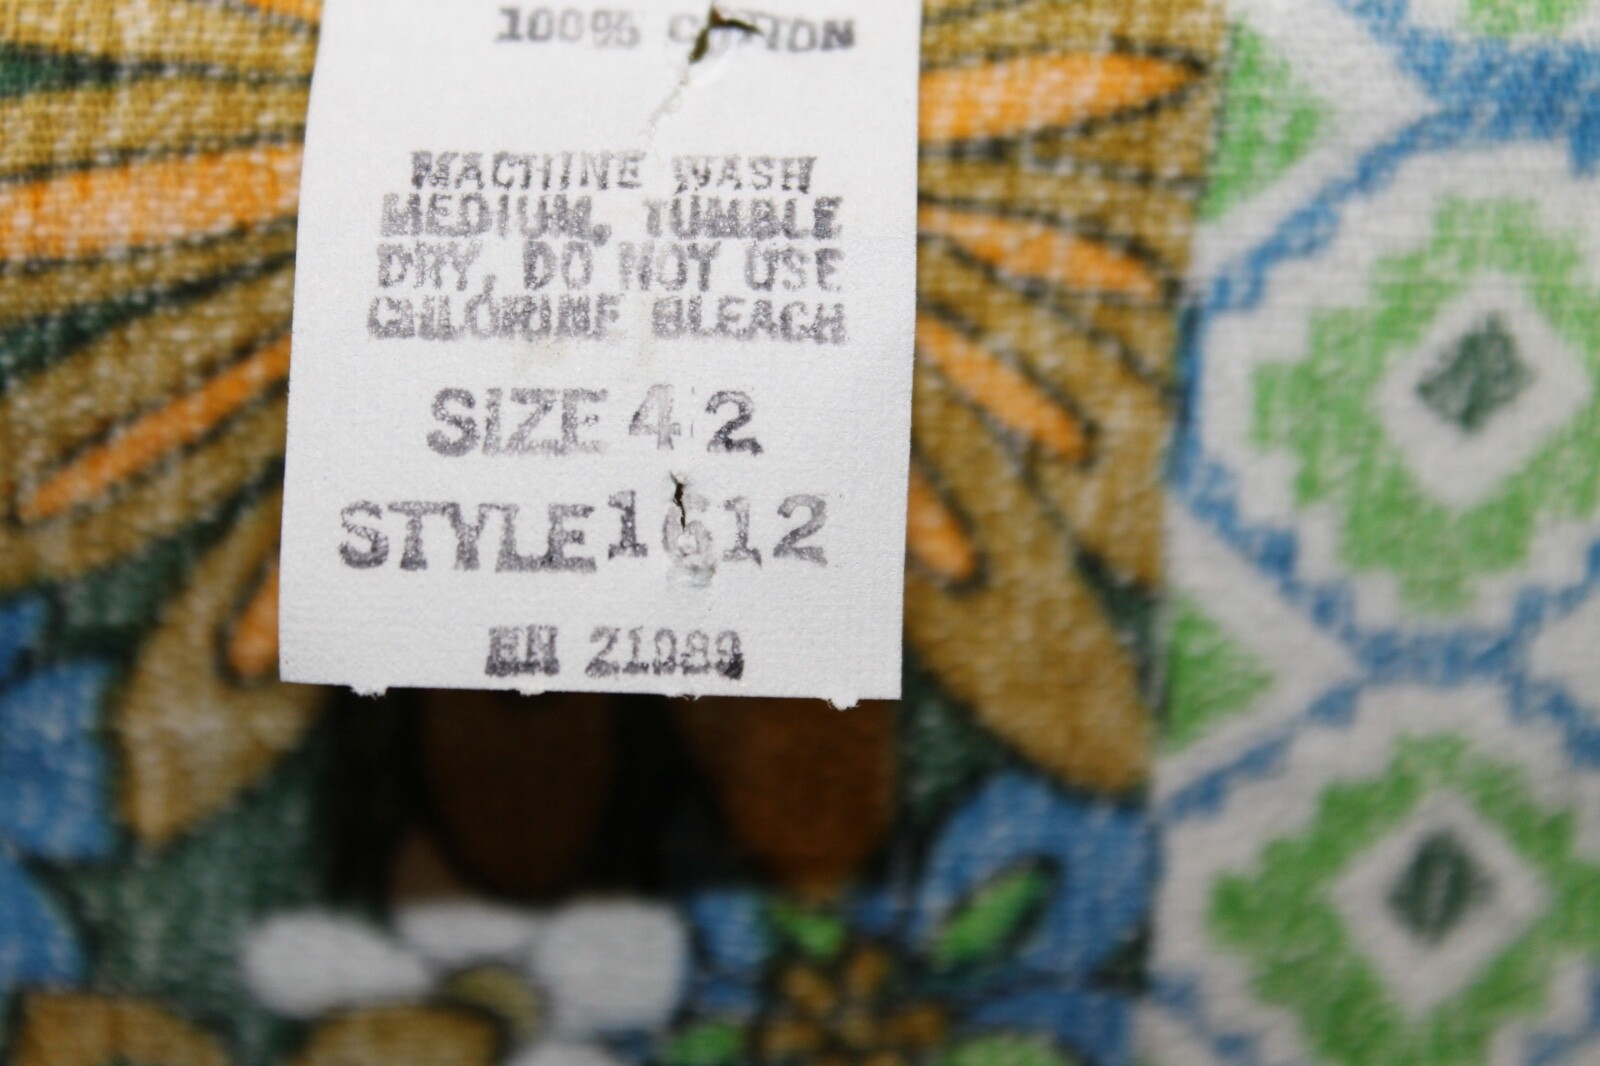 100% COTTON
MACHINE WASH
MEDIUM, TUMBLE
DRY, DO NOT USE
CHLORINE BLEACH
SIZE 42
STYLE 1612
RN 21089